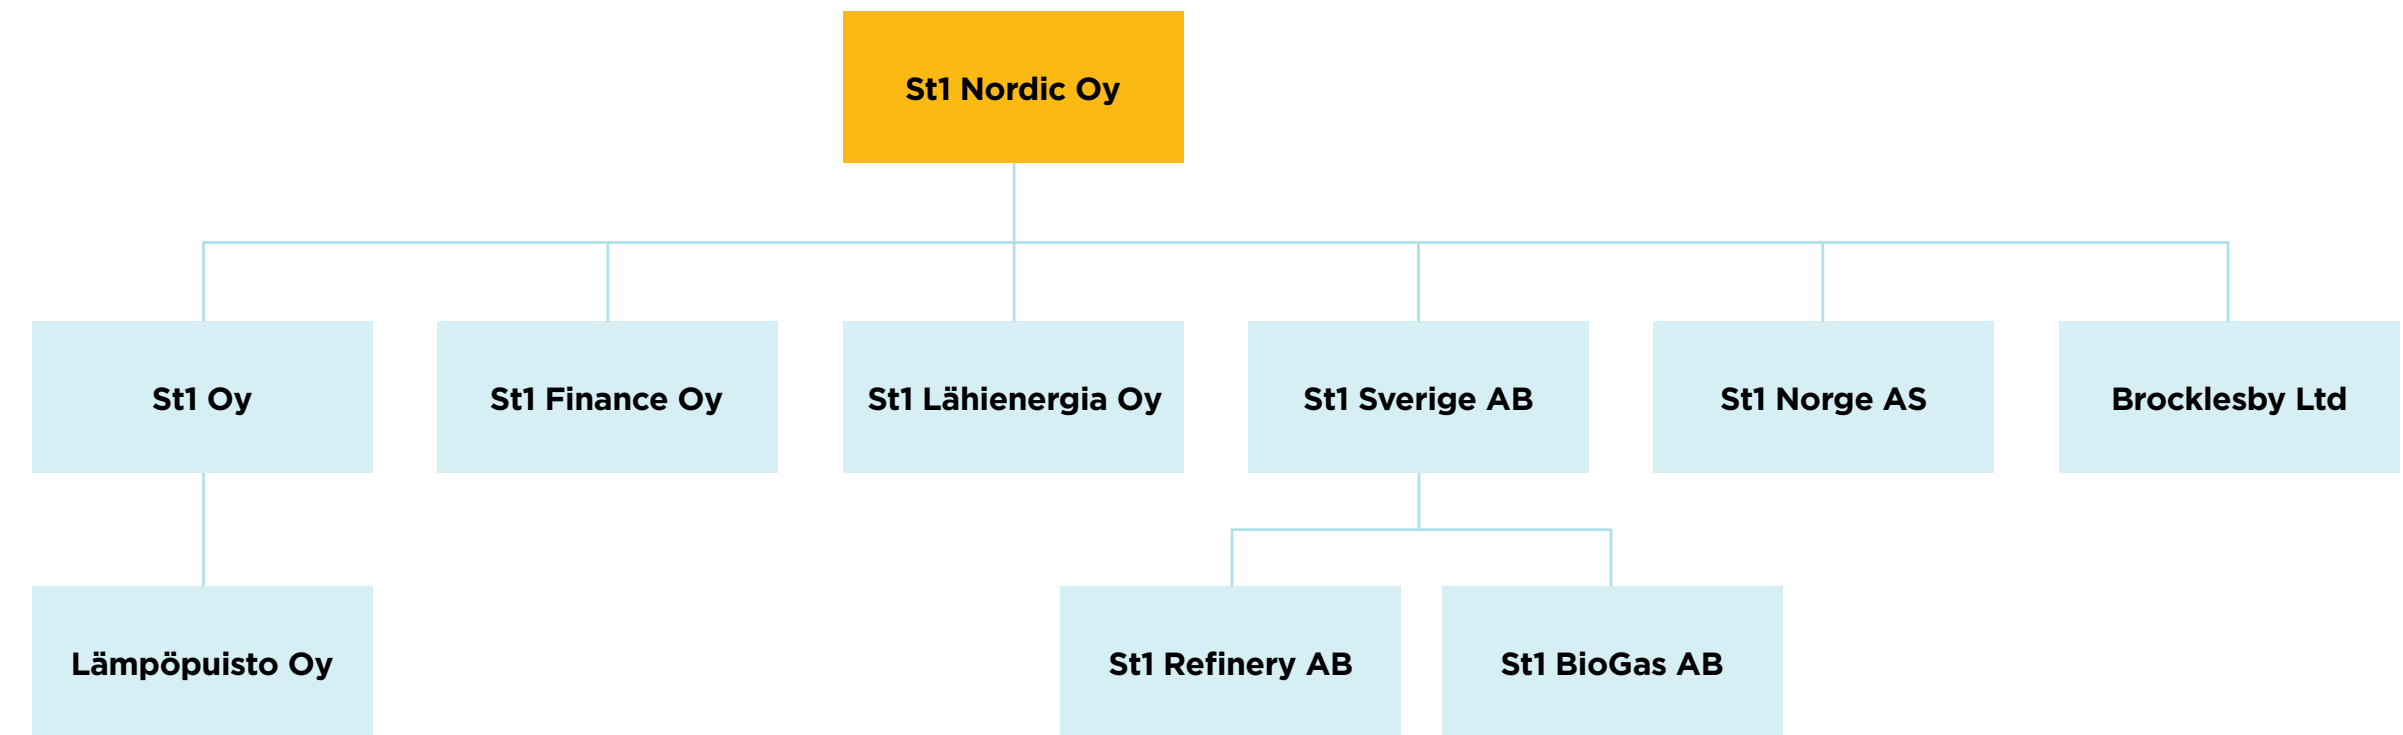 St1 Nordic Oy
St1 Oy
St1 Finance Oy
St1 Lähienergia Oy
St1 Sverige AB
St1 Norge AS
Brocklesby Ltd
Lämpöpuisto Oy
St1 Refinery AB
St1 BioGas AB